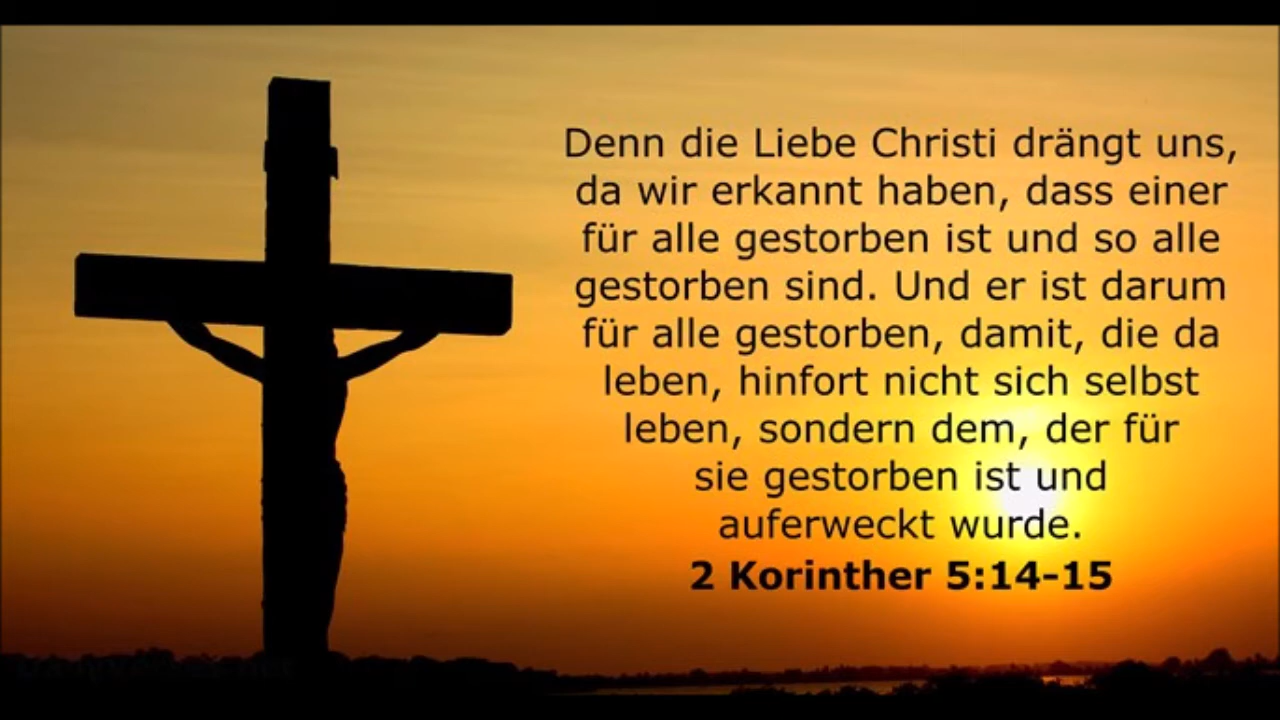 Denn die Liebe Christi drängt uns,
da wir erkannt haben, dass einer
für alle gestorben ist und so alle
gestorben sind. Und er ist darum
für alle gestorben, damit, die da
leben, hinfort nicht sich selbst
leben, sondern dem, der für
sie gestorben ist und
auferweckt wurde.
2 Korinther 5:14-15